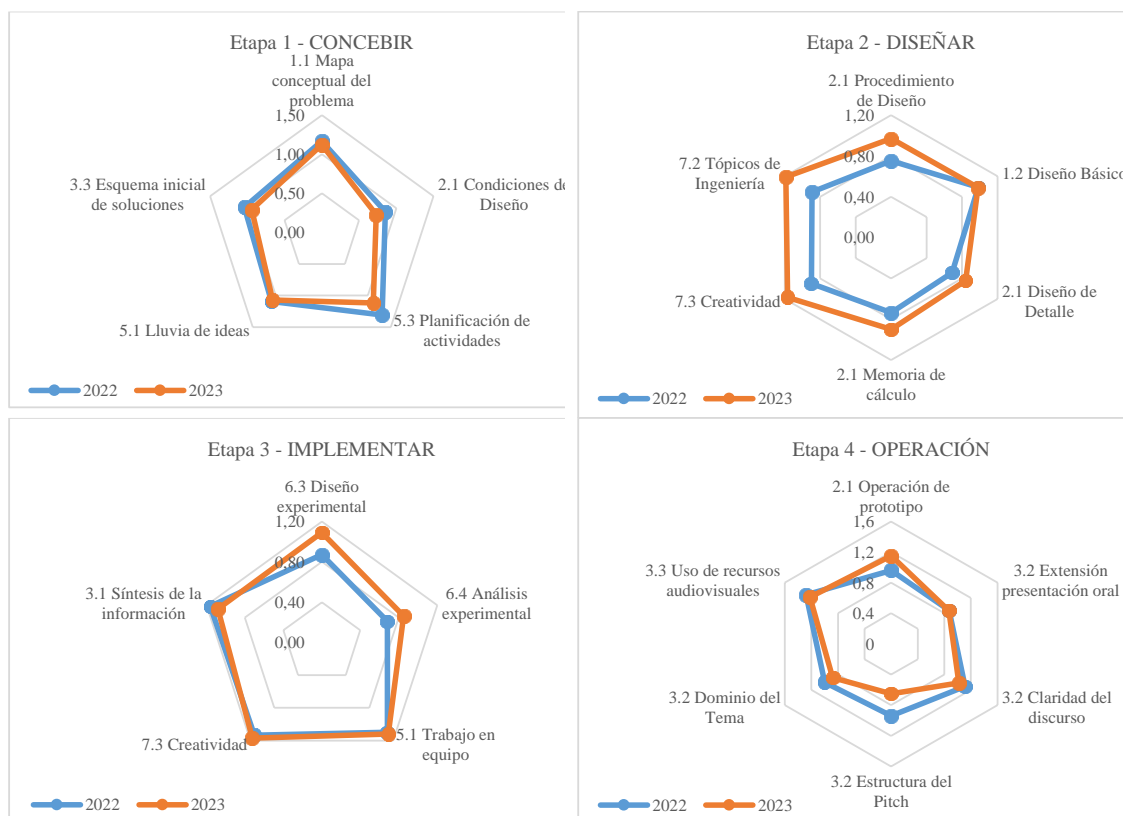 Etapa 1 - CONCEBIR
1.1 Mapa
conceptual del
problema
1,50
1,00
0,50
0,00
3.3 Esquema inicial
de soluciones
2.1 Condiciones de
Diseño
5.1 Lluvia de ideas
5.3 Planificación de
actividades
2022
2023
Etapa 2 - DISEÑAR
2.1 Procedimiento
de Diseño
1,20
0,80
0,40
0,00
7.2 Tópicos de
Ingeniería
1.2 Diseño Básico
7.3 Creatividad
2.1 Diseño de
Detalle
2.1 Memoria de
cálculo
2022
2023
Etapa 3 - IMPLEMENTAR
6.3 Diseño
experimental
1,20
0,80
0,40
0,00
3.1 Síntesis de la
información
6.4 Análisis
experimental
7.3 Creatividad
5.1 Trabajo en
equipo
2022
2023
Etapa 4 - OPERACIÓN
2.1 Operación de
prototipo
1,6
1,2
0,8
0,4
0
3.3 Uso de recursos
audiovisuales
3.2 Extensión
presentación oral
3.2 Dominio del
Tema
3.2 Claridad del
discurso
3.2 Estructura del
Pitch
2022
2023